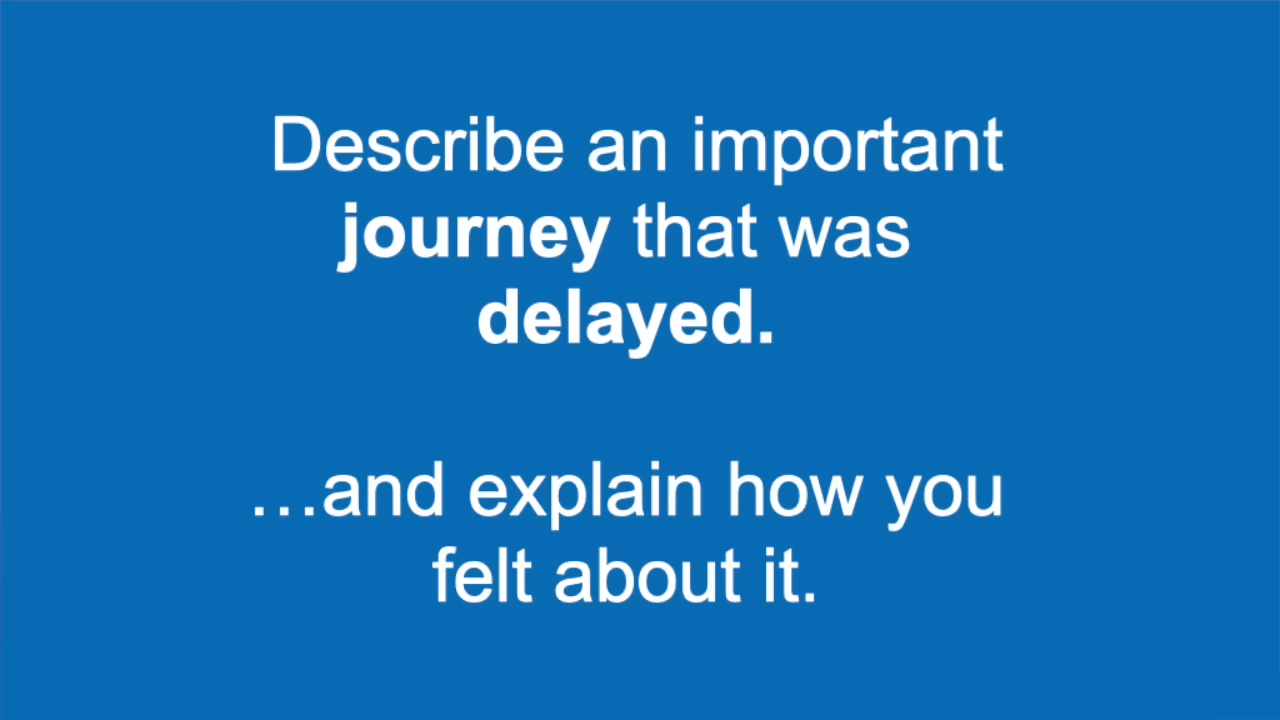 Describe an important
journey that was
delayed.
…and explain how you
felt about it.